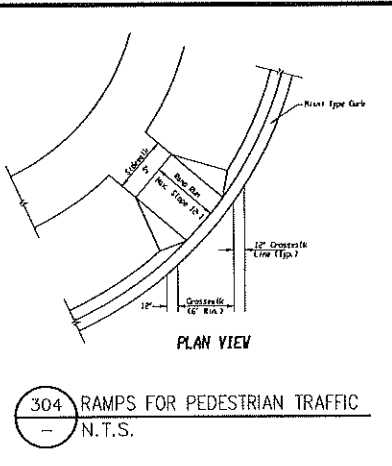 Sidewalk
Ramp Run
Max. Slope 12:1
Type Curb
12" Crosswalk
Line (Typ.)
12"
Crosswalk
(6' Min.)
PLAN VIEW
304 RAMPS FOR PEDESTRIAN TRAFFIC
- N.T.S.